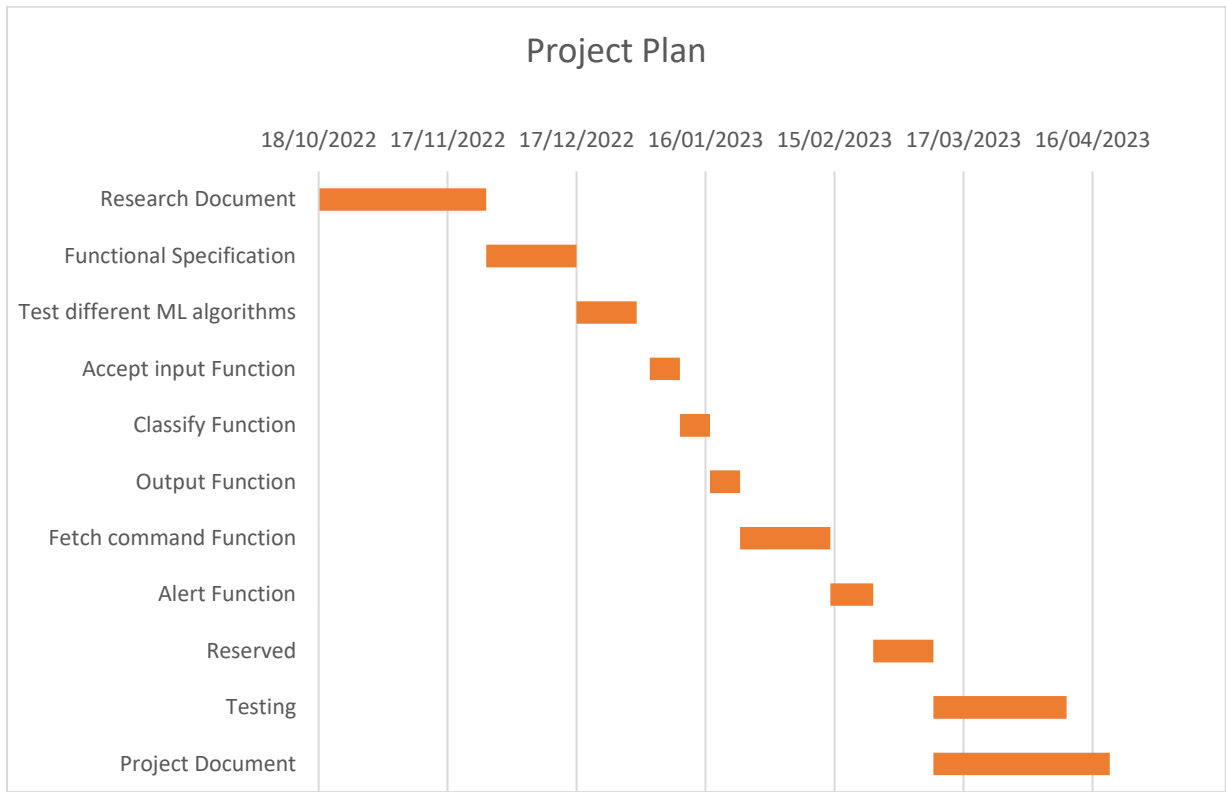 Project Plan
18/10/2022 17/11/2022 17/12/2022 16/01/2023 15/02/2023 17/03/2023 16/04/2023
Research Document
Functional Specification
Test different ML algorithms
Accept input Function
Classify Function
Output Function
Fetch command Function
Alert Function
Reserved
Testing
Project Document